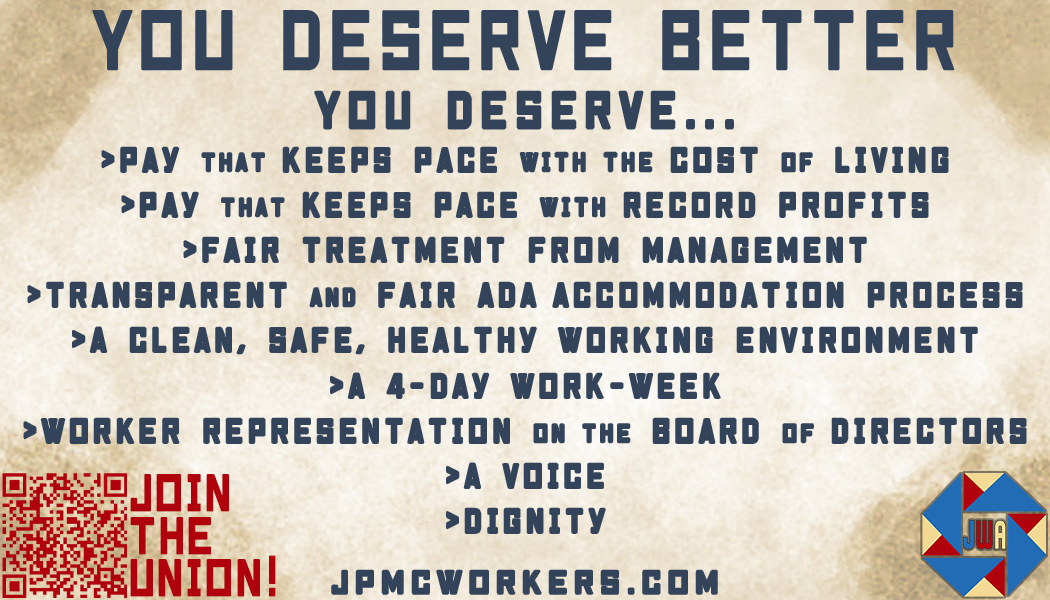 YOU DESERVE BETTER
YOU DESERVE...
>PAY THAT KEEPS PACE WITH THE COST OF LIVING
>PAY THAT KEEPS PACE WITH RECORD PROFITS
>FAIR TREATMENT FROM MANAGEMENT
>TRANSPARENT AND FAIR ADA ACCOMMODATION PROCESS
>A CLEAN, SAFE, HEALTHY WORKING ENVIRONMENT
>A 4-DAY WORK-WEEK
>WORKER REPRESENTATION ON THE BOARD OF DIRECTORS
>A VOICE
>DIGNITY
JOIN
THE
UNION!
JPMCWORKERS.COM
JWA